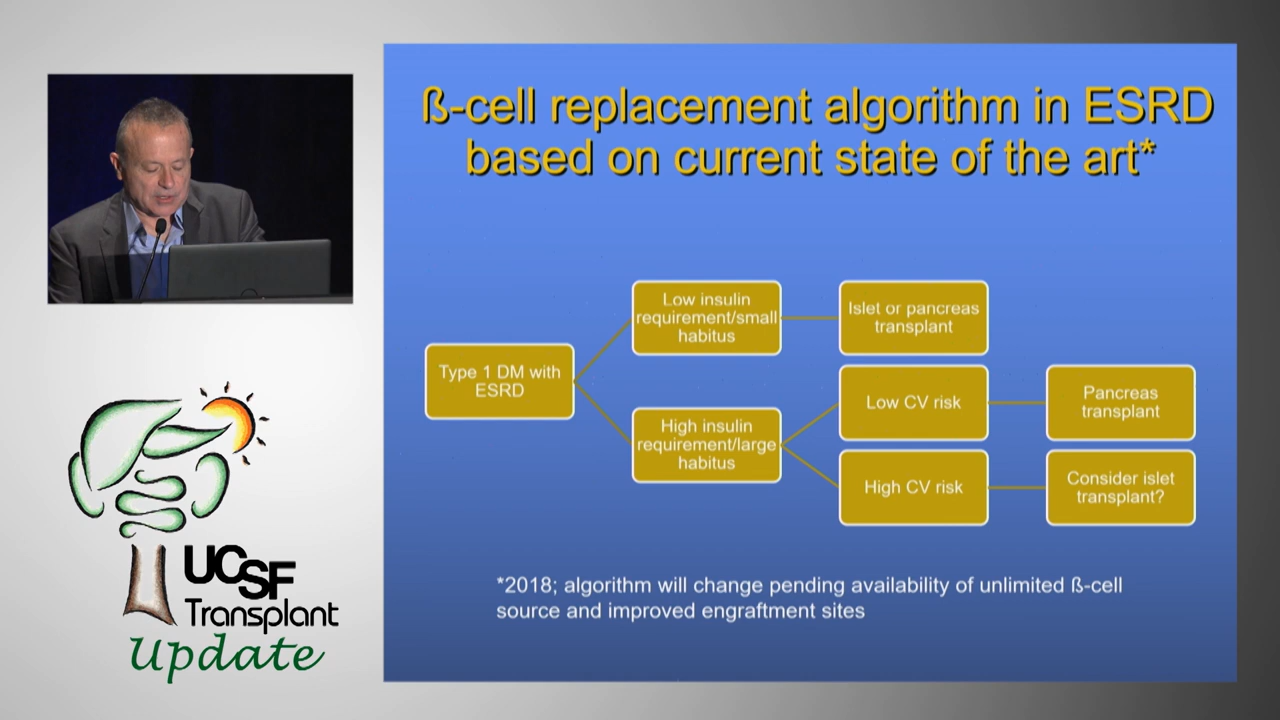 ß-cell replacement algorithm in ESRD
based on current state of the art*
Type 1 DM with
ESRD
Low insulin
requirement/small
habitus
Islet or pancreas
transplant
High insulin
requirement/large
habitus
Low CV risk
Pancreas
transplant
High CV risk
Consider islet
transplant?
*2018; algorithm will change pending availability of unlimited ß-cell
source and improved engraftment sites
UCSF
Transplant
Update